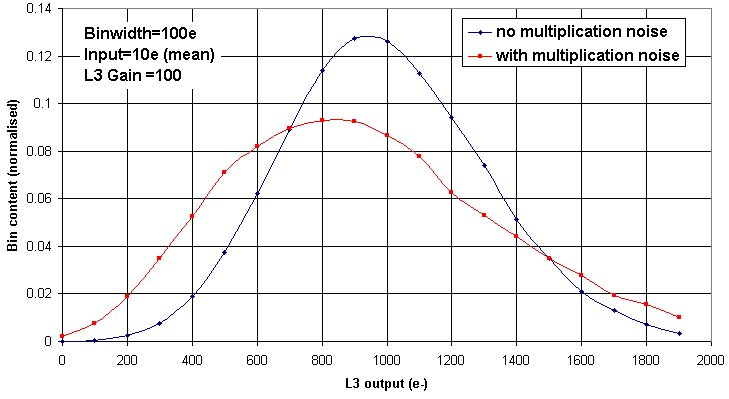 0.14
0.12
0.1
0.08
0.06
0.04
0.02
0
Bin content (normalised)
Binwidth=100e
Input=10e (mean)
L3 Gain =100
no multiplication noise
with multiplication noise
0 200 400 600 800 1000 1200 1400 1600 1800 2000
L3 output (e-)